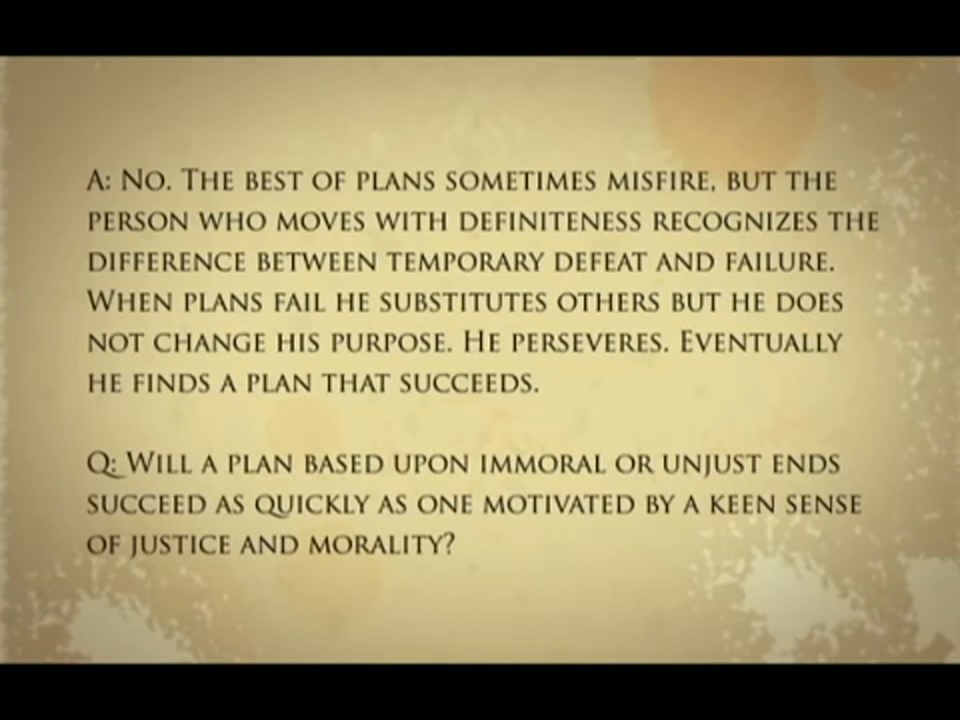 A: No. The best of plans sometimes misfire, but the
person who moves with definiteness recognizes the
difference between temporary defeat and failure.
When plans fail he substitutes others but he does
not change his purpose. He perseveres. Eventually
he finds a plan that succeeds.
Q: Will a plan based upon immoral or unjust ends
succeed as quickly as one motivated by a keen sense
of justice and morality?